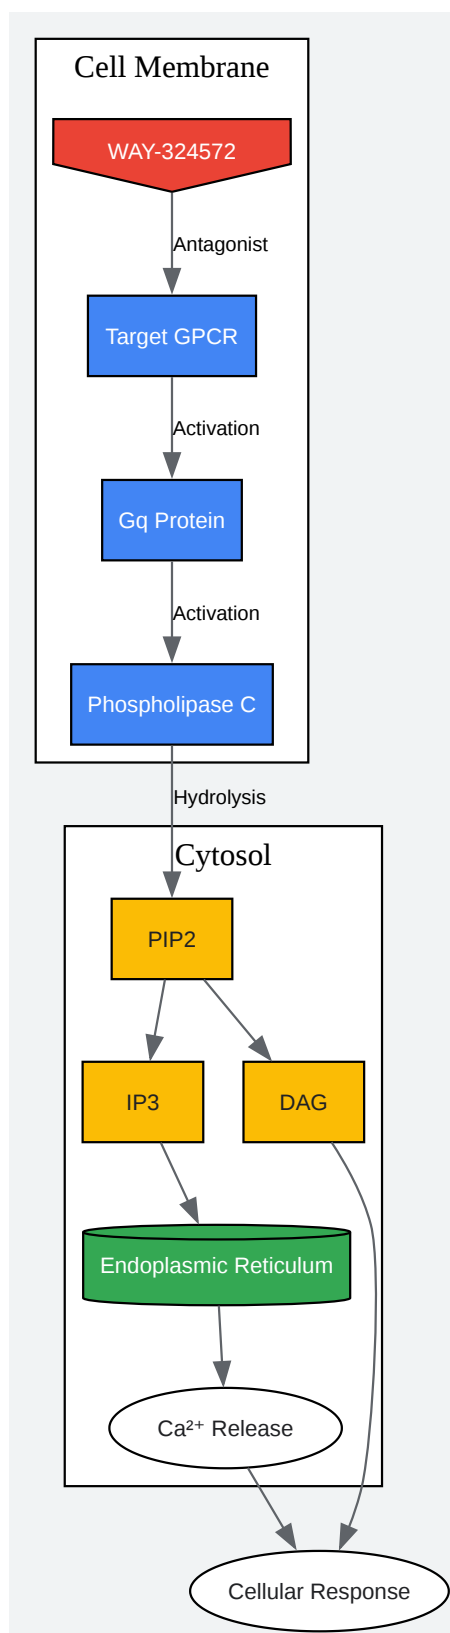 Cell Membrane
WAY-324572
Antagonist
Target GPCR
Activation
Gq Protein
Activation
Phospholipase C
Hydrolysis
Cytosol
PIP2
IP3
DAG
Endoplasmic Reticulum
Ca²⁺ Release
Cellular Response